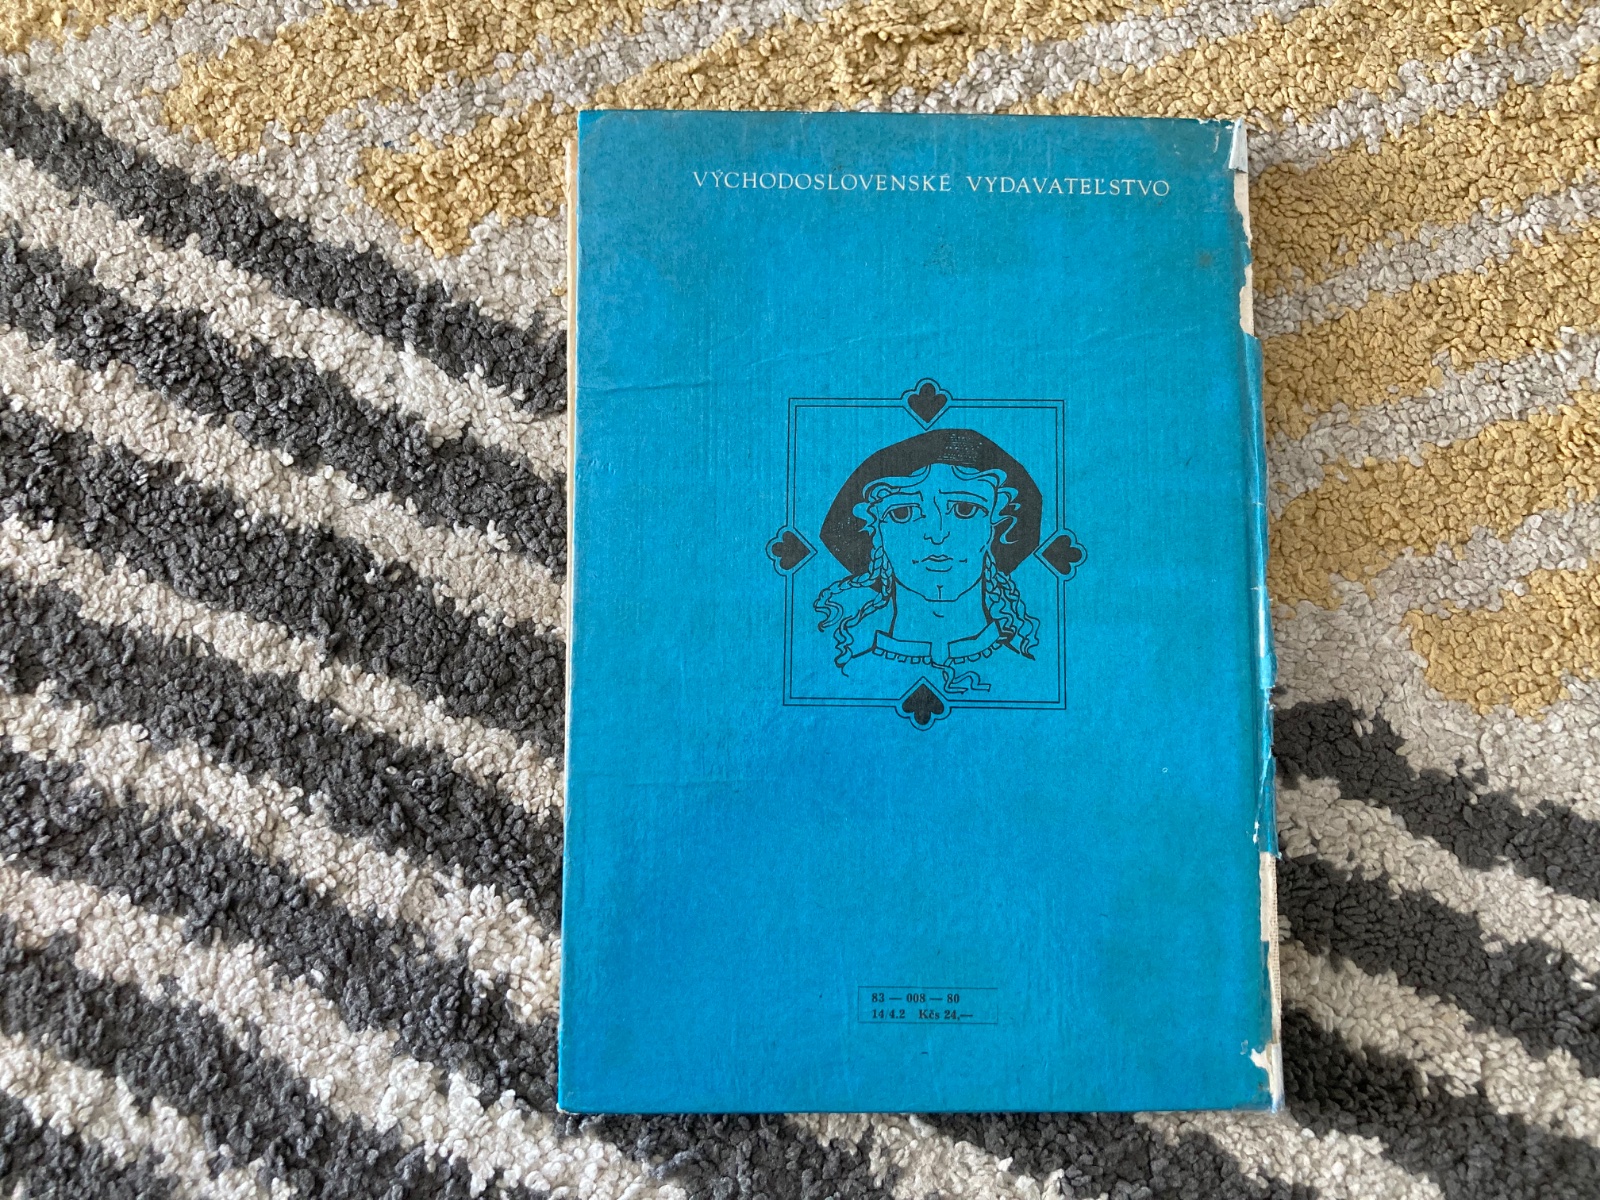 VÝCHODOSLOVENSKÉ VYDAVATEĽSTVO
83 — 008 — 80
14/4.2 Kčs 24,—